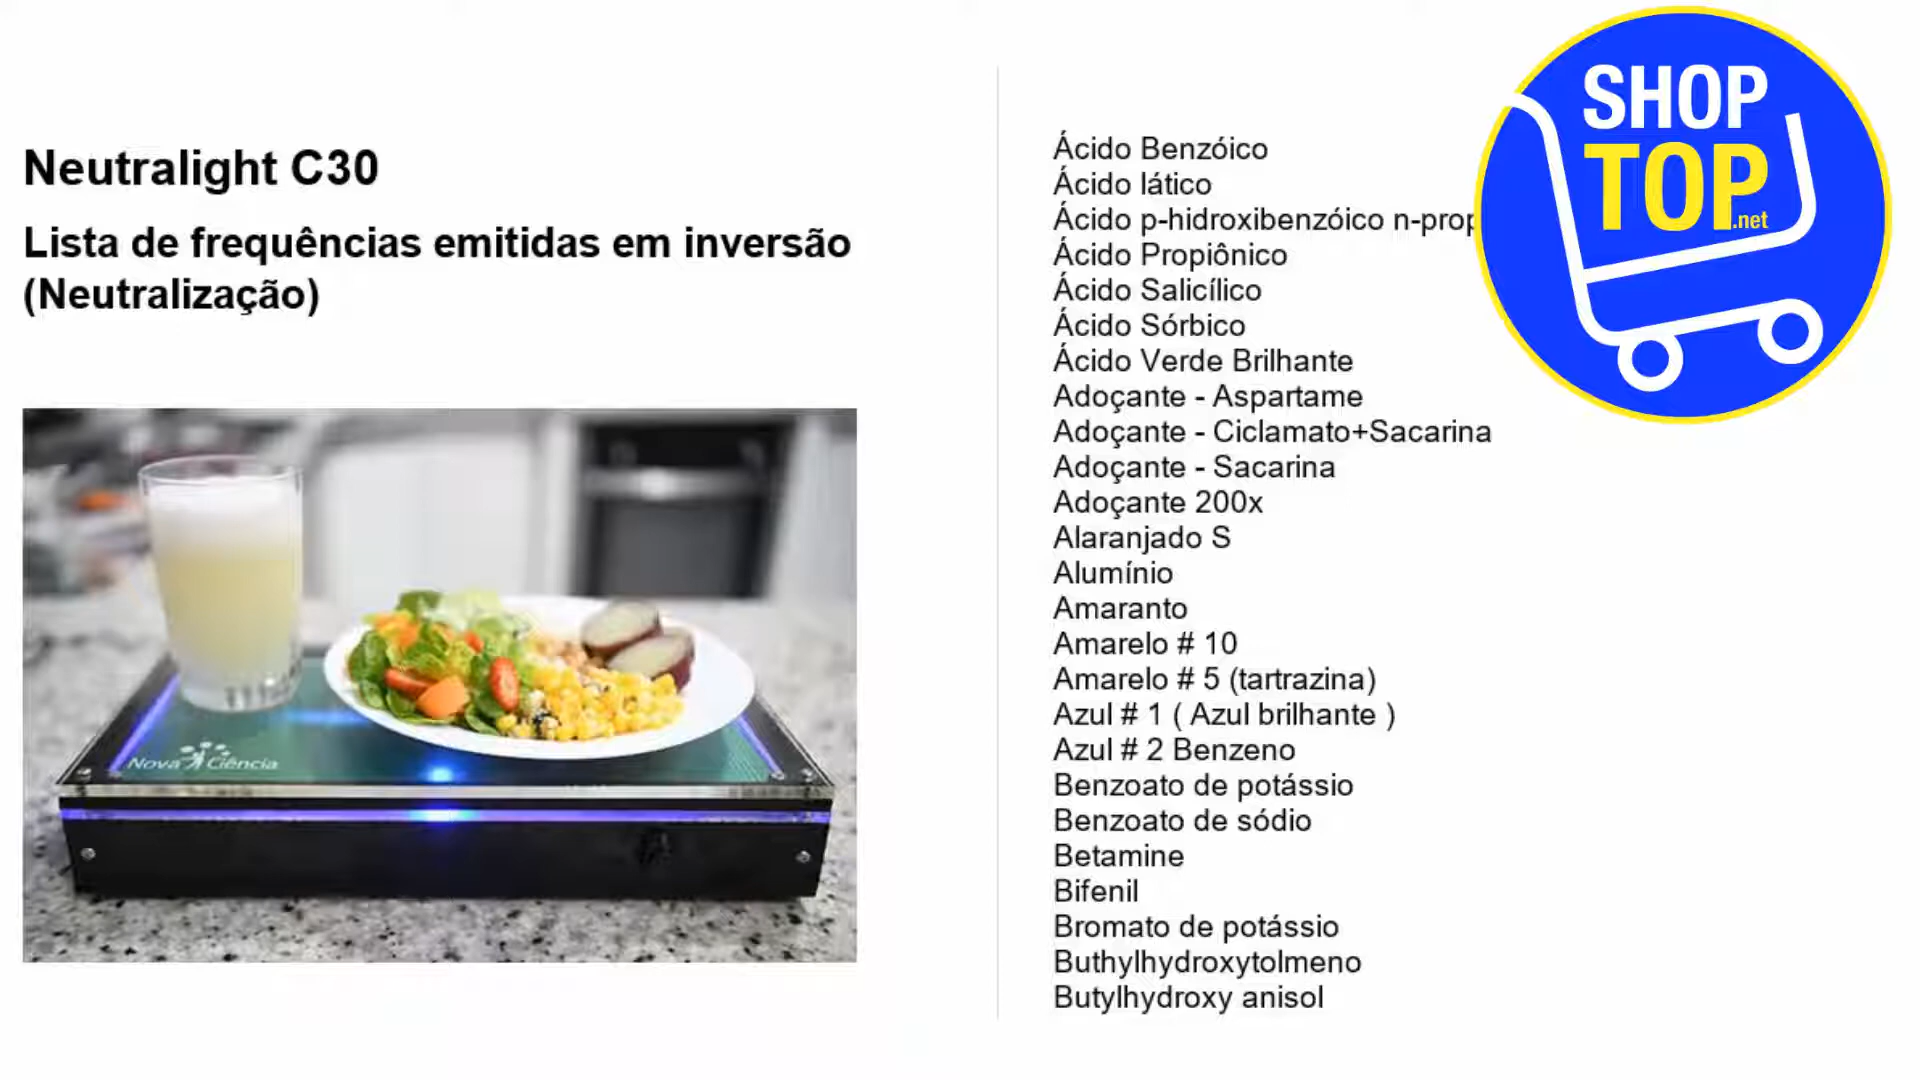 Neutralight C30
Lista de frequências emitidas em inversão
(Neutralização)
Nova Ciência
Ácido Benzóico
Ácido lático
Ácido p-hidroxibenzóico
Ácido Propiônico
Ácido Salicílico
Ácido Sórbico
Ácido Verde Brilhante
Adoçante - Aspartame
Adoçante - Ciclamato+Sacarina
Adoçante - Sacarina
Adoçante 200x
Alaranjado S
Alumínio
Amaranto
Amarelo # 10
Amarelo # 5 (tartrazina)
Azul # 1 ( Azul brilhante )
Azul # 2 Benzeno
Benzoato de potássio
Benzoato de sódio
Betamine
Bifenil
Bromato de potássio
Buthylhydroxytolmeno
Butylhydroxy anisol
SHOP
TOP
.net